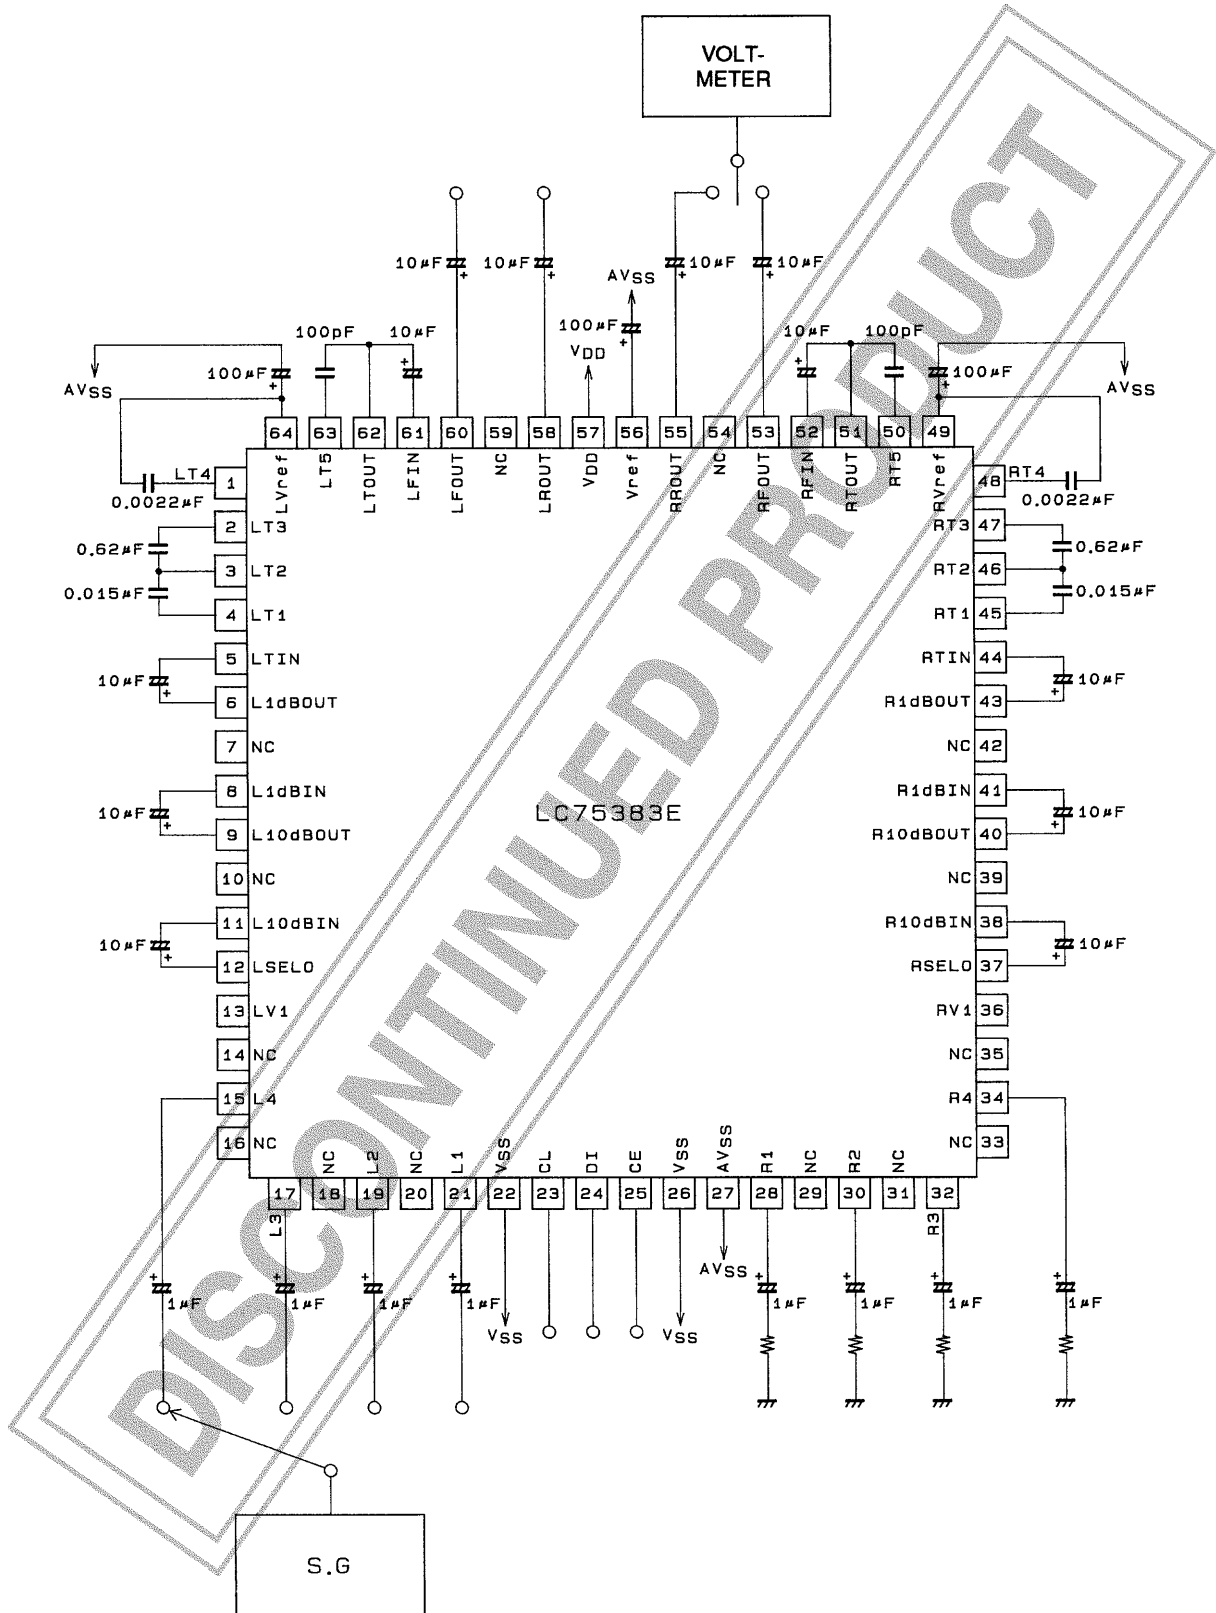 VOLT-
METER
10µF
10µF
10µF
10µF
AVSS
100µF
VDD
100pF
10µF
10µF
100pF
AVSS
100µF
100µF
AVSS
64
63
62
61
60
59
58
57
56
55
54
53
52
51
50
49
LVref
LT5
LTOUT
LFIN
LFOUT
NC
LROUT
VDD
Vref
RROUT
NC
RFOUT
RFIN
RTOUT
RT5
RVref
LT4 1
0.0022µF
2 LT3
0.62µF
3 LT2
0.015µF
4 LT1
5 LTIN
10µF
6 L1dBOUT
7 NC
8 L1dBIN
10µF
9 L10dBOUT
10 NC
11 L10dBIN
10µF
12 LSELO
13 LV1
14 NC
15 L4
16 NC
LC75383E
48 RT4
0.0022µF
RT3 47
0.62µF
RT2 46
0.015µF
RT1 45
RTIN 44
10µF
R1dBOUT 43
NC 42
R1dBIN 41
10µF
R10dBOUT 40
NC 39
R10dBIN 38
10µF
RSELO 37
RV1 36
NC 35
R4 34
NC 33
NC
L2
NC
L1
VSS
CL
DI
CE
VSS
AVSS
R1
NC
R2
NC
17
18
19
20
21
22
23
24
25
26
27
28
29
30
31
32
L3
R3
AVSS
1µF
1µF
1µF
1µF
VSS
VSS
1µF
1µF
1µF
1µF
S.G
DISCONTINUED PRODUCT